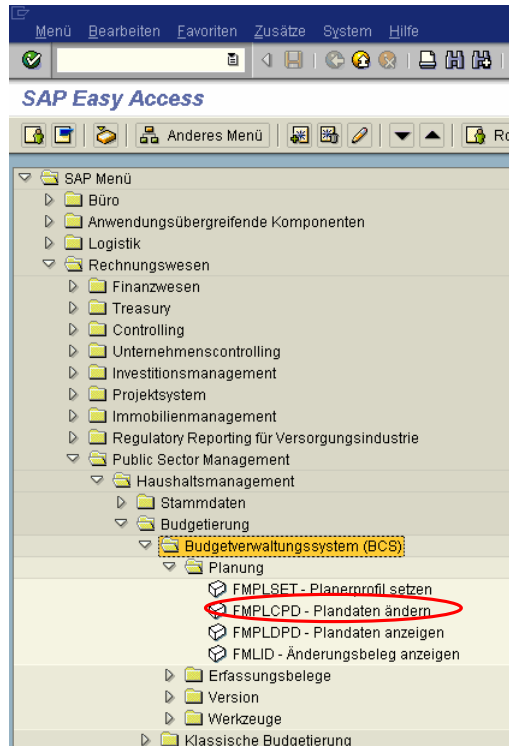 Menü Bearbeiten Favoriten Zusätze System Hilfe
SAP Easy Access
Anderes Menü Ro
SAP Menü
Büro
Anwendungsübergreifende Komponenten
Logistik
Rechnungswesen
Finanzwesen
Treasury
Controlling
Unternehmenscontrolling
Investitionsmanagement
Projektsystem
Immobilienmanagement
Regulatory Reporting für Versorgungsindustrie
Public Sector Management
Haushaltsmanagement
Stammdaten
Budgetierung
Budgetverwaltungssystem (BCS)
Planung
FMPLSET - Planerprofil setzen
FMPLCPD - Plandaten ändern
FMPLDPD - Plandaten anzeigen
FMLID - Änderungsbeleg anzeigen
Erfassungsbelege
Version
Werkzeuge
Klassische Budgetierung